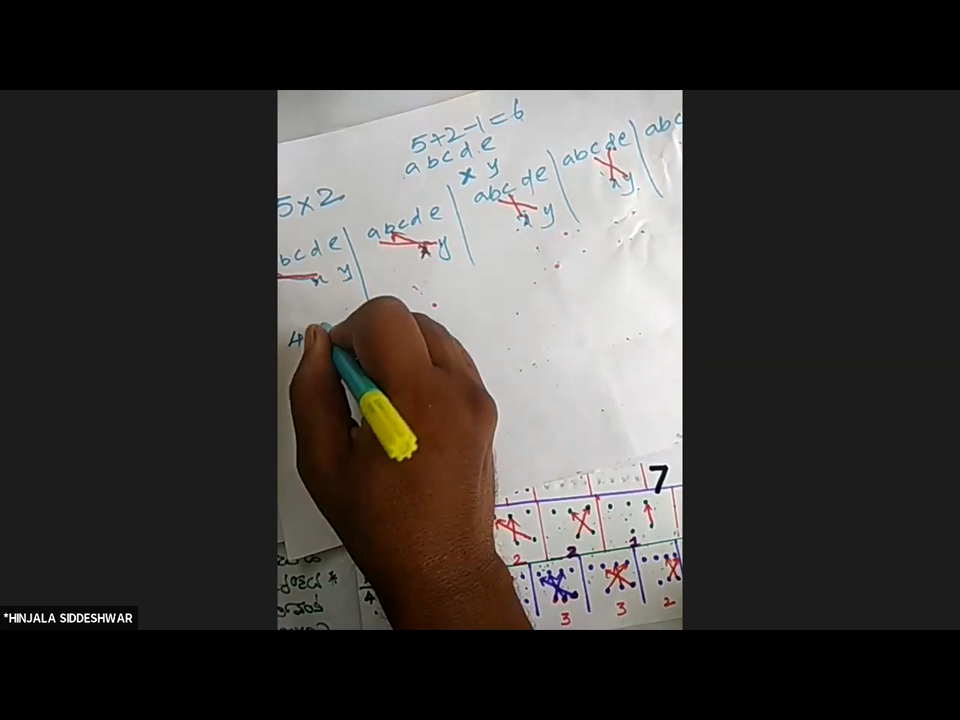 5+2-1=6
abcde
x y
5x2
bcde | abcde | abcde | abcde | abc
x y | x y | x y | x y
4
7
2 2 1
4 3 3 2
*HINJALA SIDDESHWAR